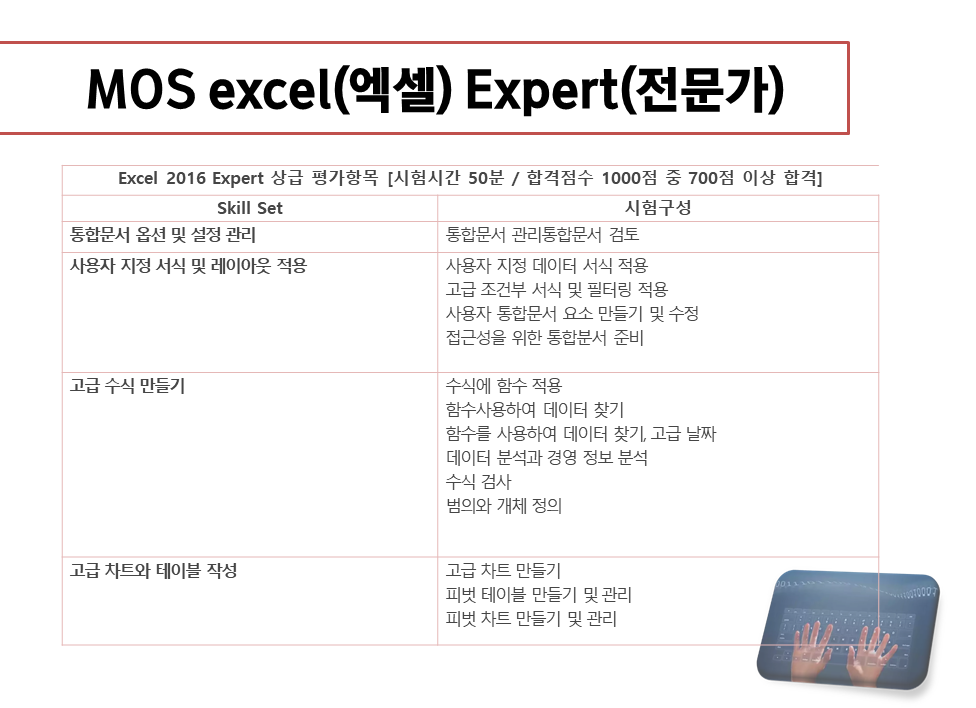 MOS excel(엑셀) Expert(전문가)
Excel 2016 Expert 상급 평가항목 [시험시간 50분 / 합격점수 1000점 중 700점 이상 합격]
Skill Set
시험구성
통합문서 옵션 및 설정 관리
통합문서 관리통합문서 검토
사용자 지정 서식 및 레이아웃 적용
사용자 지정 데이터 서식 적용
고급 조건부 서식 및 필터링 적용
사용자 통합문서 요소 만들기 및 수정
접근성을 위한 통합분서 준비
고급 수식 만들기
수식에 함수 적용
함수사용하여 데이터 찾기
함수를 사용하여 데이터 찾기, 고급 날짜
데이터 분석과 경영 정보 분석
수식 검사
범의와 개체 정의
고급 차트와 테이블 작성
고급 차트 만들기
피벗 테이블 만들기 및 관리
피벗 차트 만들기 및 관리